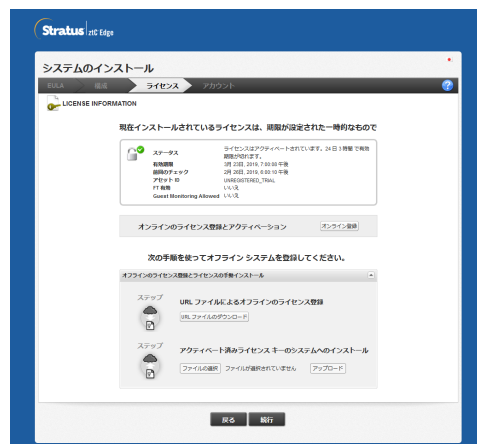 Stratus ztC Edge
システムのインストール
EULA 構成 ライセンス アカウント
LICENSE INFORMATION
現在インストールされているライセンスは、期限が設定された一時的なもので
ステータス ライセンスはアクティベートされています。24 日 3 時間 で有効期限が切れます。
有効期限 3月 23日, 2019, 7:00:00 午後
前回のチェック 2月 26日, 2019, 6:00:10 午後
アセット ID UNREGISTERED_TRIAL
FT 有効 いいえ
Guest Monitoring Allowed いいえ
オンラインのライセンス登録とアクティベーション オンライン登録
次の手順を使ってオフライン システムを登録してください。
オフラインのライセンス登録とライセンスの手動インストール
ステップ
URL ファイルによるオフラインのライセンス登録
URL ファイルのダウンロード
ステップ
アクティベート済みライセンス キーのシステムへのインストール
ファイルの選択 ファイルが選択されていません アップロード
戻る 続行